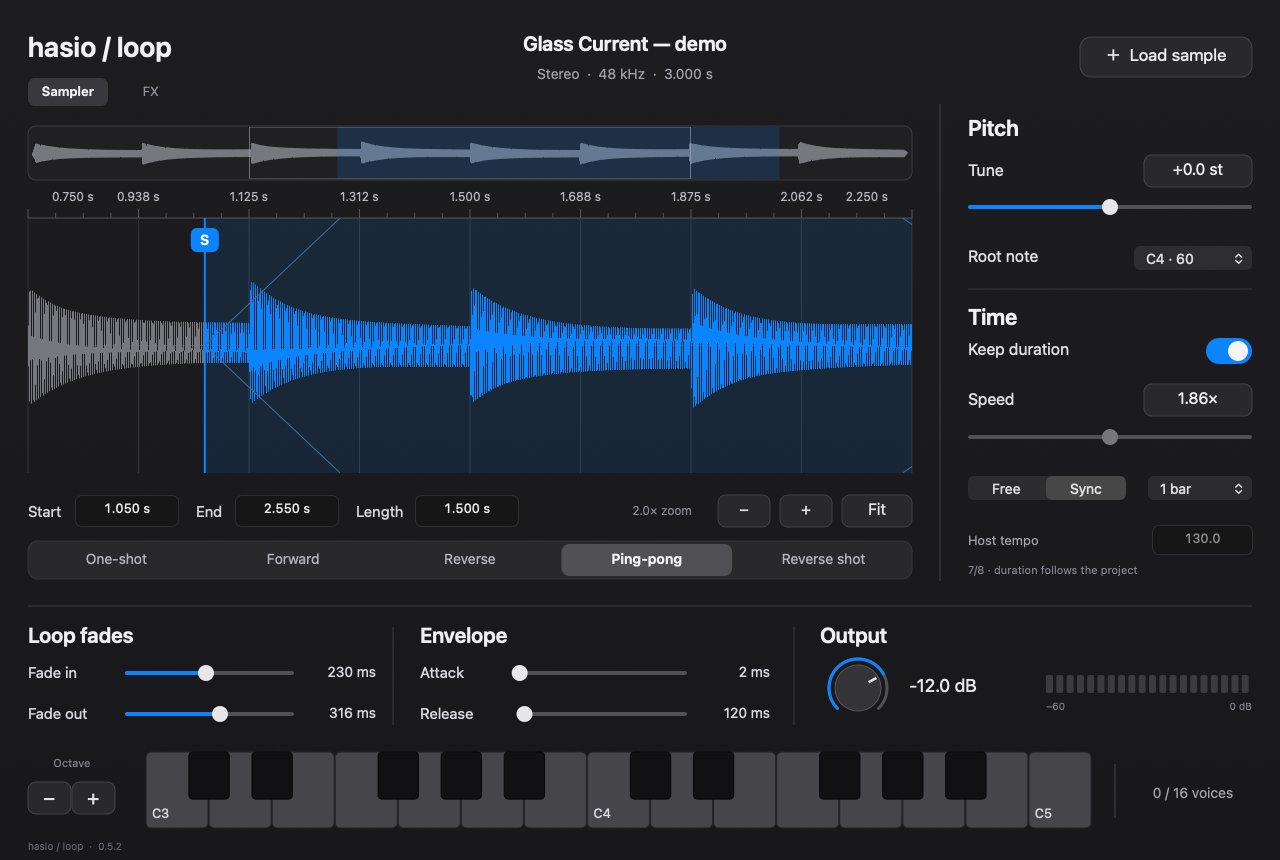 hasio / loop
Glass Current — demo
Stereo · 48 kHz · 3.000 s
+ Load sample
Sampler
FX
0.750 s 0.938 s 1.125 s 1.312 s 1.500 s 1.688 s 1.875 s 2.062 s 2.250 s
S
Start 1.050 s End 2.550 s Length 1.500 s
2.0× zoom − + Fit
One-shot Forward Reverse Ping-pong Reverse shot
Pitch
Tune +0.0 st
Root note C4 · 60
Time
Keep duration
Speed 1.86×
Free Sync 1 bar
Host tempo 130.0
7/8 · duration follows the project
Loop fades
Fade in 230 ms
Fade out 316 ms
Envelope
Attack 2 ms
Release 120 ms
Output
-12.0 dB
−60 0 dB
Octave
− +
C3 C4 C5
0 / 16 voices
hasio / loop · 0.5.2